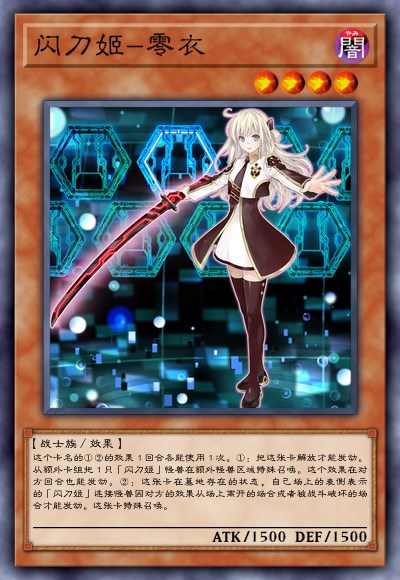 闪刀姬-零衣
やみ
闇
【战士族/效果】
这个卡名的①②的效果1回合各能使用1次。①：把这张卡解放才能发动。
从额外卡组把1只「闪刀姬」怪兽在额外怪兽区域特殊召唤。这个效果在对
方回合也能发动。②：这张卡在墓地存在的状态，自己场上的表侧表示
的「闪刀姬」连接怪兽因对方的效果从场上离开的场合或者被战斗破坏的场
合才能发动。这张卡特殊召唤。
ATK/1500 DEF/1500